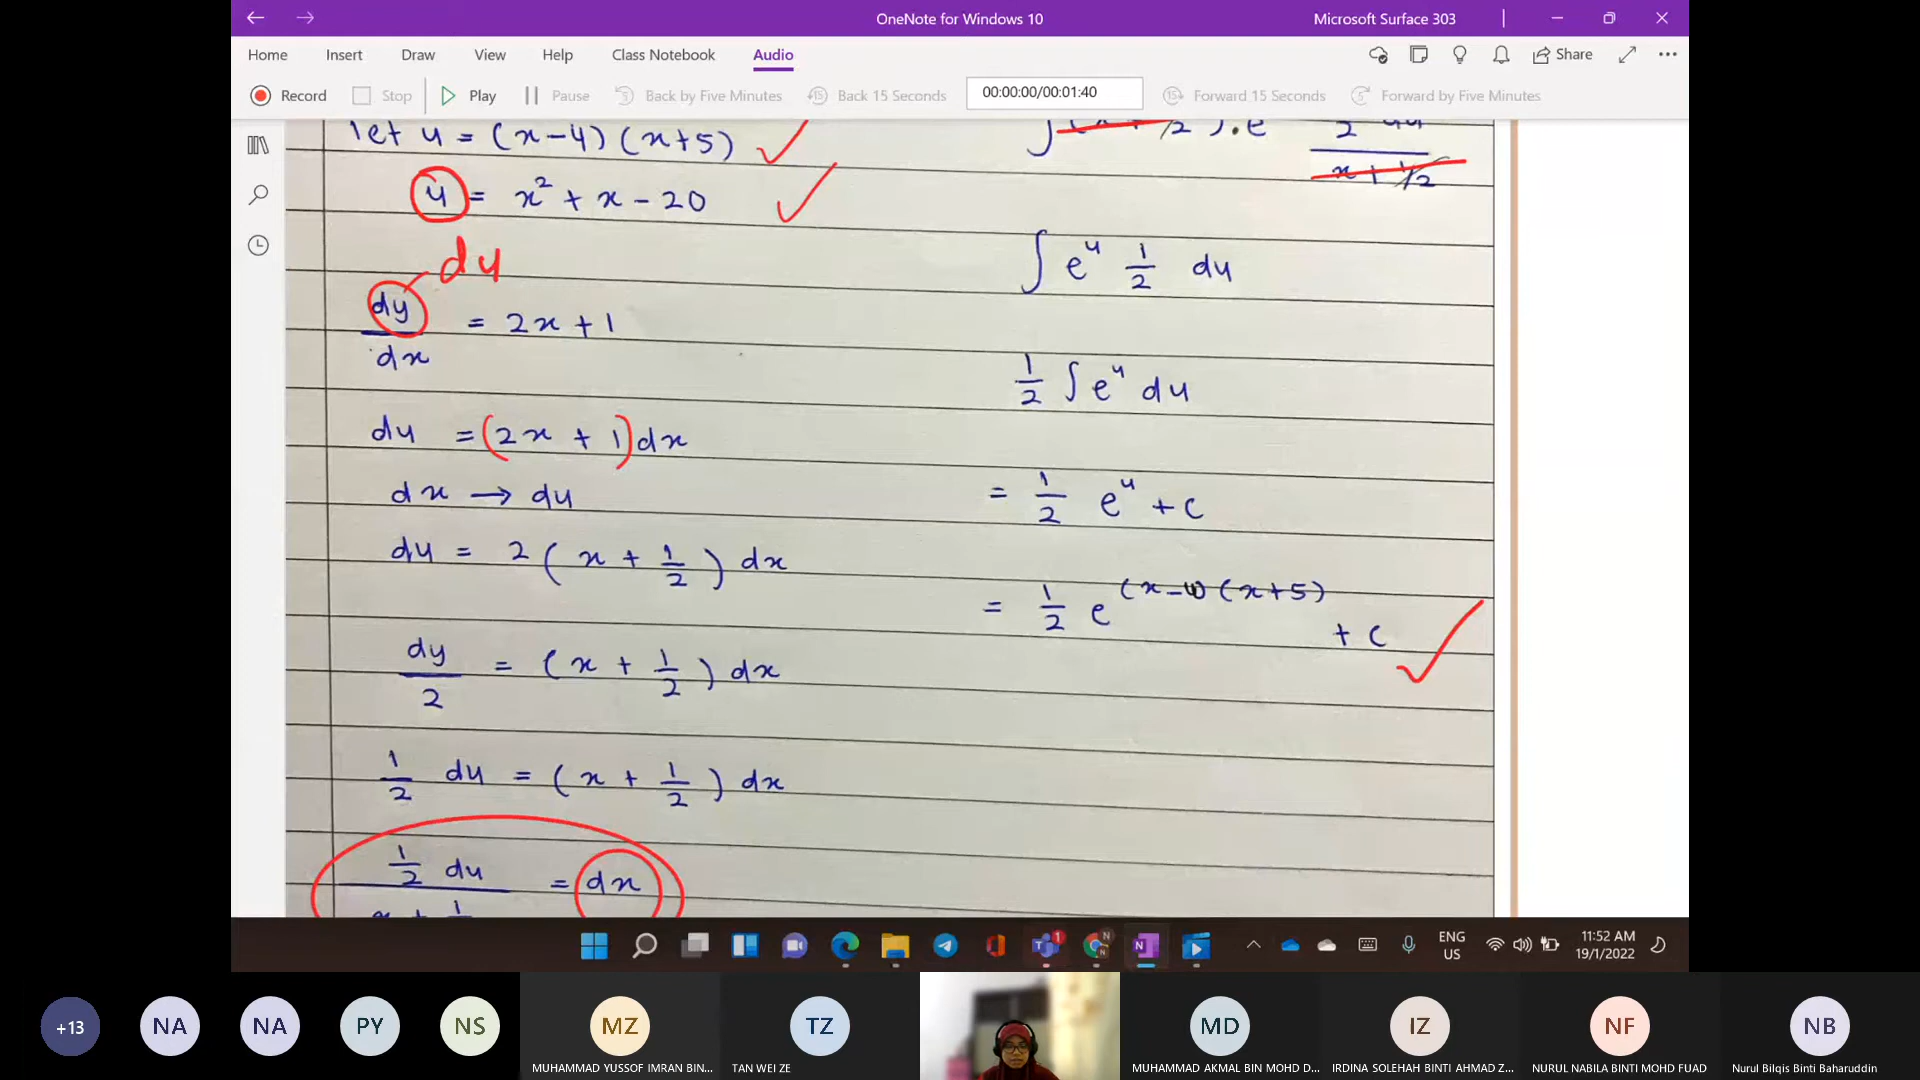 OneNote for Windows 10
Microsoft Surface 303
Home Insert Draw View Help Class Notebook Audio
Share
Record Stop Play Pause Back by Five Minutes Back 15 Seconds 00:00:00/00:01:40 Forward 15 Seconds Forward by Five Minutes
let u = (x-4)(x+5)
u = x² + x - 20
du
dy/dx = 2x + 1
du = (2x + 1) dx
dx → du
du = 2 (x + 1/2) dx
dy/2 = (x + 1/2) dx
1/2 du = (x + 1/2) dx
1/2 du = dx
x + 1
x + 1/2
∫ e^u 1/2 du
1/2 ∫ e^u du
= 1/2 e^u + c
= 1/2 e^(x-4)(x+5) + c
ENG
US
11:52 AM
19/1/2022
+13
NA
NA
PY
NS
MZ
TZ
MD
IZ
NF
NB
MUHAMMAD YUSSOF IMRAN BIN...
TAN WEI ZE
MUHAMMAD AKMAL BIN MOHD D...
IRDINA SOLEHAH BINTI AHMAD Z...
NURUL NABILA BINTI MOHD FUAD
Nurul Bilqis Binti Baharuddin